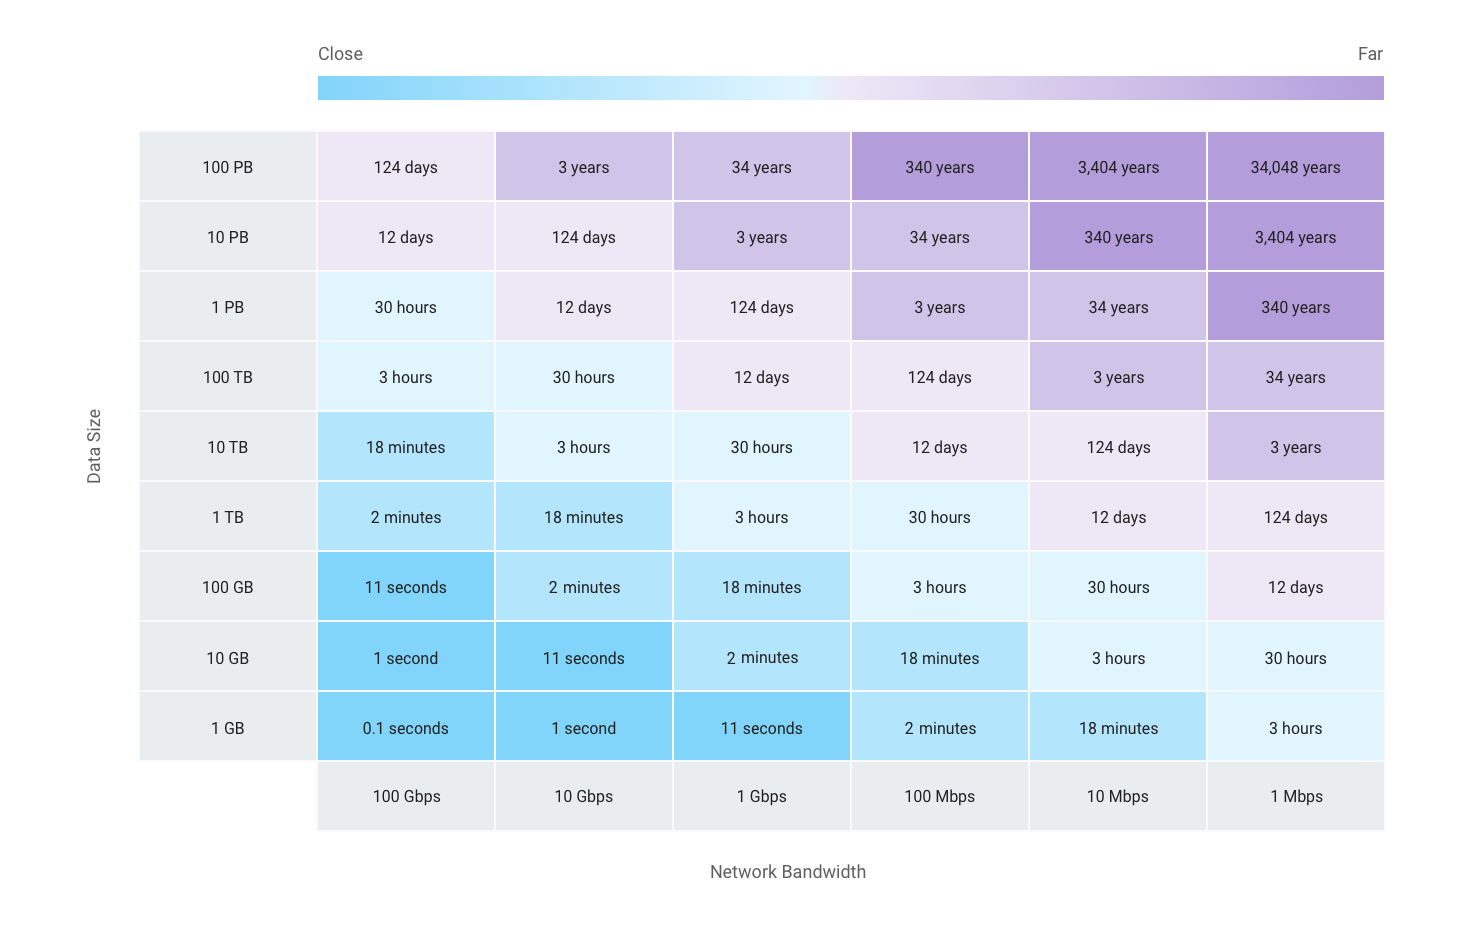 Close Far
100 PB 124 days 3 years 34 years 340 years 3,404 years 34,048 years
10 PB 12 days 124 days 3 years 34 years 340 years 3,404 years
1 PB 30 hours 12 days 124 days 3 years 34 years 340 years
100 TB 3 hours 30 hours 12 days 124 days 3 years 34 years
10 TB 18 minutes 3 hours 30 hours 12 days 124 days 3 years
1 TB 2 minutes 18 minutes 3 hours 30 hours 12 days 124 days
100 GB 11 seconds 2 minutes 18 minutes 3 hours 30 hours 12 days
10 GB 1 second 11 seconds 2 minutes 18 minutes 3 hours 30 hours
1 GB 0.1 seconds 1 second 11 seconds 2 minutes 18 minutes 3 hours
100 Gbps 10 Gbps 1 Gbps 100 Mbps 10 Mbps 1 Mbps
Data Size
Network Bandwidth